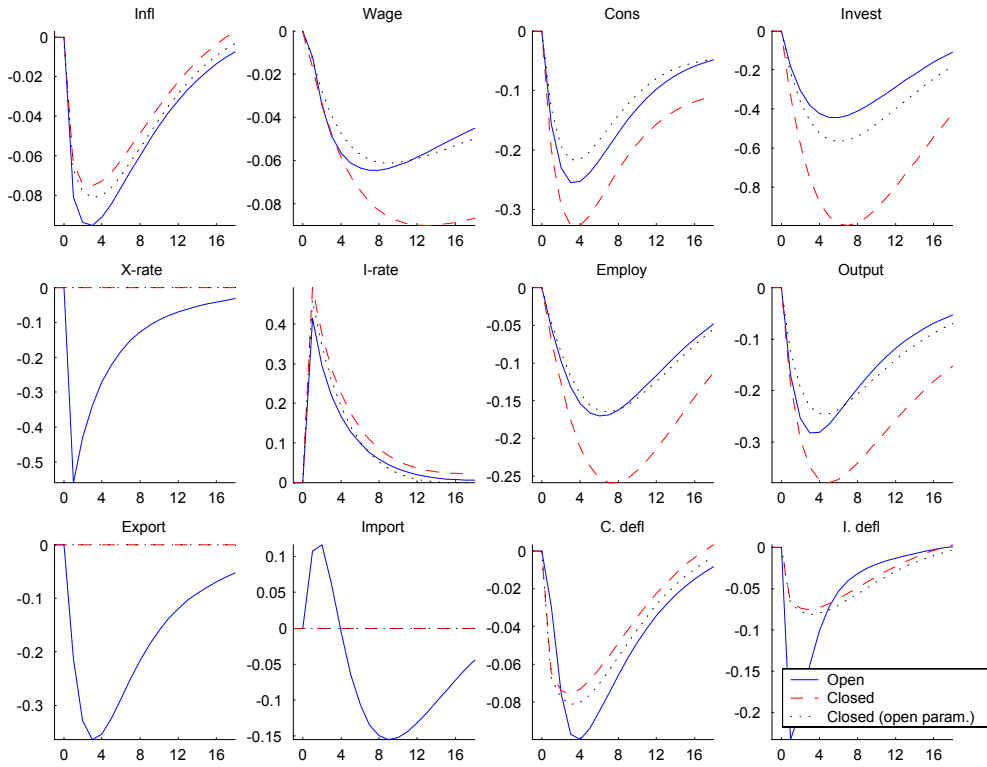 Infl Wage Cons Invest
0 0 0 0
-0.02 -0.02 -0.1 -0.2
-0.04 -0.04 -0.2 -0.4
-0.06 -0.06 -0.3 -0.6
-0.08 -0.08 -0.8
0 4 8 12 16 0 4 8 12 16 0 4 8 12 16 0 4 8 12 16
X-rate I-rate Employ Output
0 0.4 0 0
-0.1 0.3 -0.05 -0.1
-0.2 0.2 -0.1 -0.2
-0.3 0.1 -0.15 -0.3
-0.4 0 -0.2
-0.5 -0.25
0 4 8 12 16 0 4 8 12 16 0 4 8 12 16 0 4 8 12 16
Export Import C. defl I. defl
0 0.1 0 0
-0.1 0.05 -0.02 -0.05
-0.2 0 -0.04 -0.1
-0.3 -0.05 -0.06 -0.15
-0.1 -0.08 -0.2
-0.15
Open
Closed
Closed (open param.)
0 4 8 12 16 0 4 8 12 16 0 4 8 12 16 0 4 8 12 16